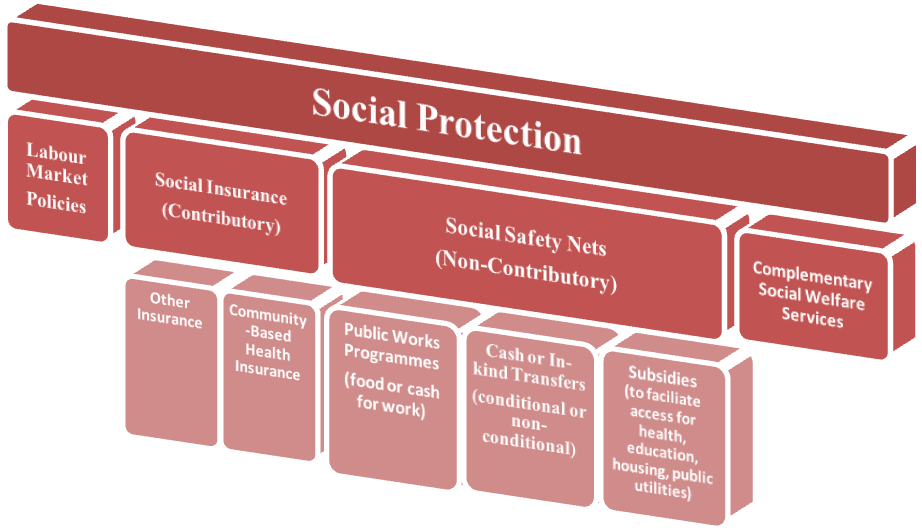 Social Protection
Labour
Market
Policies
Social Insurance
(Contributory)
Social Safety Nets
(Non-Contributory)
Complementary
Social Welfare
Services
Other
Insurance
Community
-Based
Health
Insurance
Public Works
Programmes
(food or cash
for work)
Cash or In-
kind Transfers
(conditional or
non-
conditional)
Subsidies
(to faciliate
access for
health,
education,
housing, public
utilities)